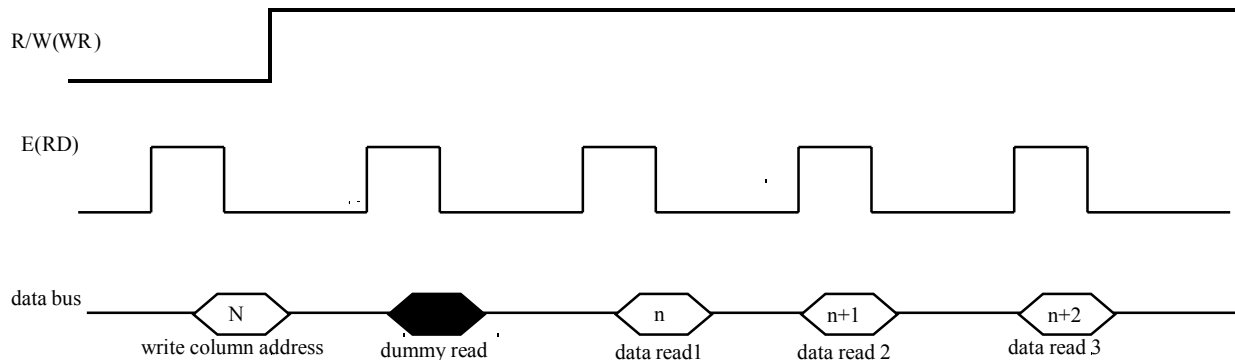 R/W(WR)
E(RD)
data bus
N
n
n+1
n+2
write column address
dummy read
data read1
data read 2
data read 3